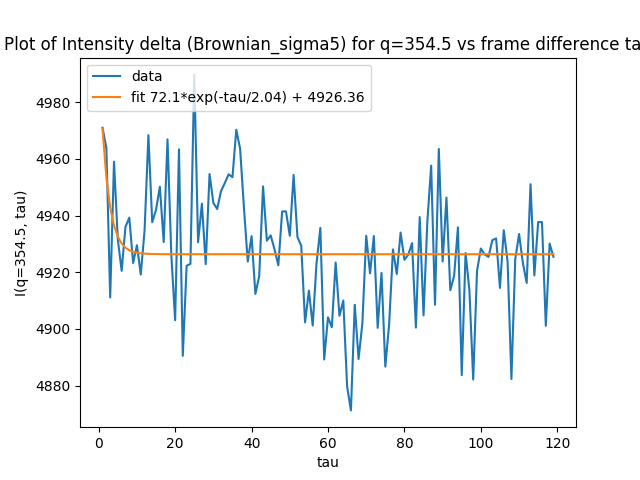 Plot of Intensity delta (Brownian_sigma5) for q=354.5 vs frame difference ta
data
fit 72.1*exp(-tau/2.04) + 4926.36
I(q=354.5, tau)
4980
4960
4940
4920
4900
4880
0 20 40 60 80 100 120
tau